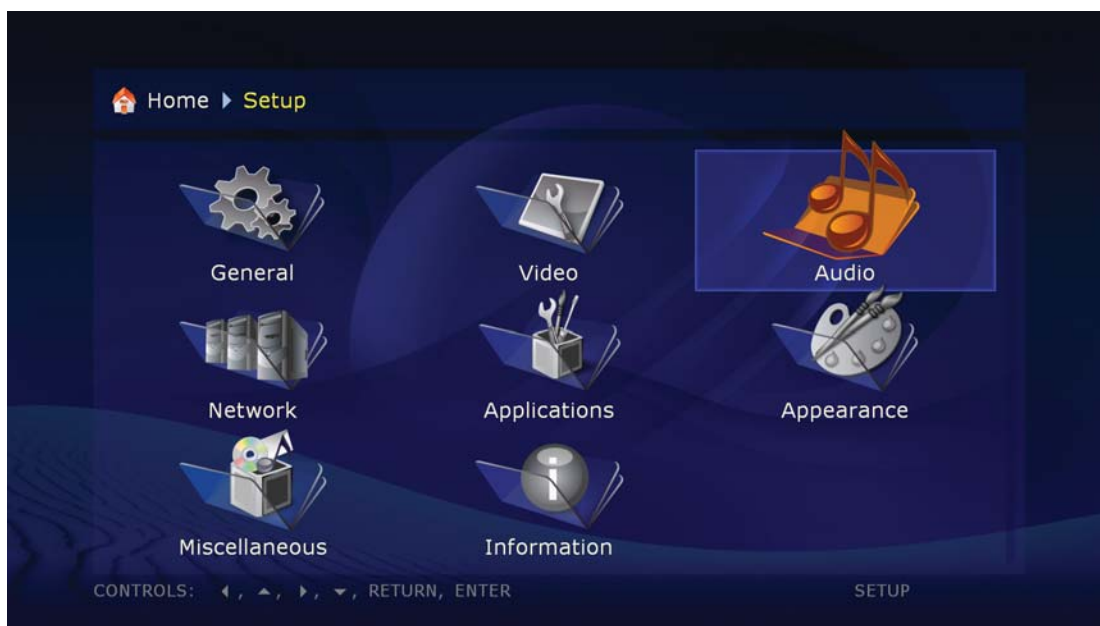 Home Setup
General Video Audio
Network Applications Appearance
i
Miscellaneous Information
CONTROLS: ◂, ▴, ▸, ▾, RETURN, ENTER SETUP